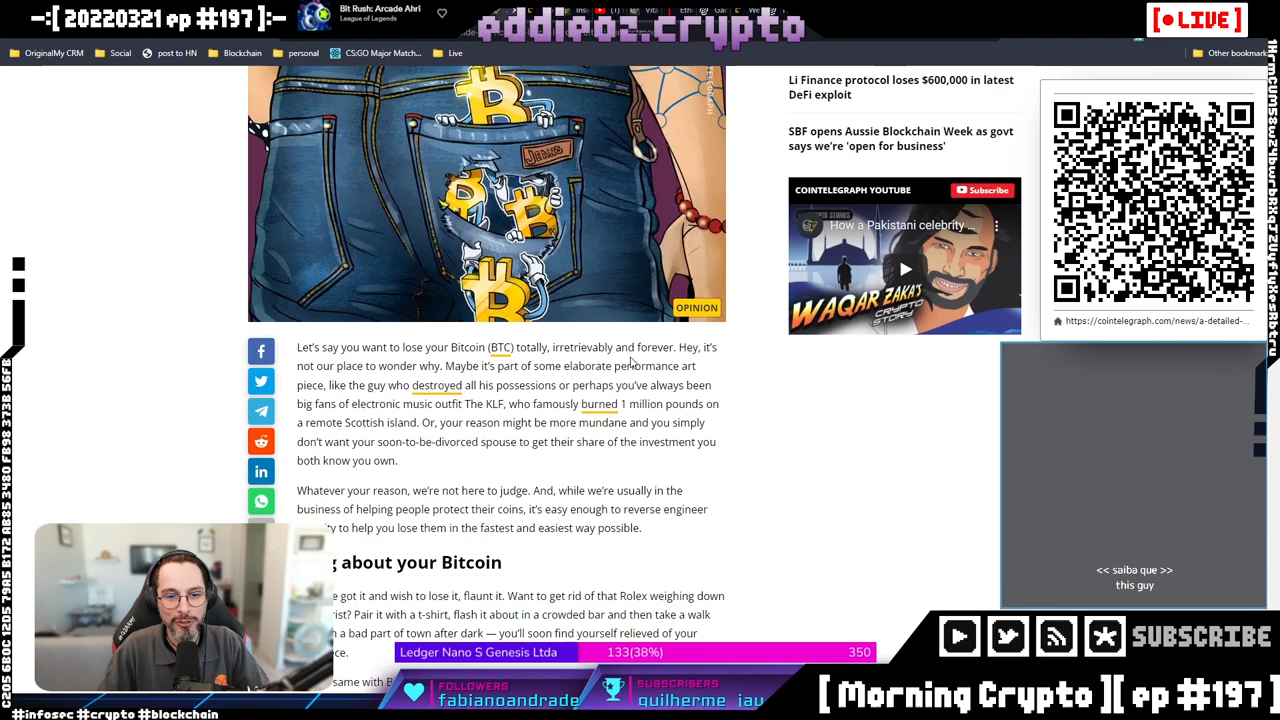 -:[ 20220321 ep #197]:-
Bit Rush: Arcade Ahri
League of Legends
eddieoz.crypto
[● LIVE]
OriginalMy CRM
Social
post to HN
Blockchain
personal
CS:GO Major Match...
Live
Other bookmark
Li Finance protocol loses $600,000 in latest
DeFi exploit
SBF opens Aussie Blockchain Week as govt
says we're 'open for business'
JEANS
OPINION
COINTELEGRAPH YOUTUBE
Subscribe
How a Pakistani celebrity ...
WAQAR ZAKA'S
CRYPTO
STORY
https://cointelegraph.com/news/a-detailed-...
Let's say you want to lose your Bitcoin (BTC) totally, irretrievably and forever. Hey, it's
not our place to wonder why. Maybe it's part of some elaborate performance art
piece, like the guy who destroyed all his possessions or perhaps you've always been
big fans of electronic music outfit The KLF, who famously burned 1 million pounds on
a remote Scottish island. Or, your reason might be more mundane and you simply
don't want your soon-to-be-divorced spouse to get their share of the investment you
both know you own.
Whatever your reason, we're not here to judge. And, while we're usually in the
business of helping people protect their coins, it's easy enough to reverse engineer
to help you lose them in the fastest and easiest way possible.
about your Bitcoin
got it and wish to lose it, flaunt it. Want to get rid of that Rolex weighing down
Pair it with a t-shirt, flash it about in a crowded bar and then take a walk
a bad part of town after dark — you'll soon find yourself relieved of your
same with B
<< saiba que >>
this guy
Ledger Nano S Genesis Ltda
133(38%)
350
FOLLOWERS
fabianoandrade
SUBSCRIBERS
guilherme_jau
SUBSCRIBE
[ Morning Crypto ][ ep #197]
#infosec #crypto #blockchain